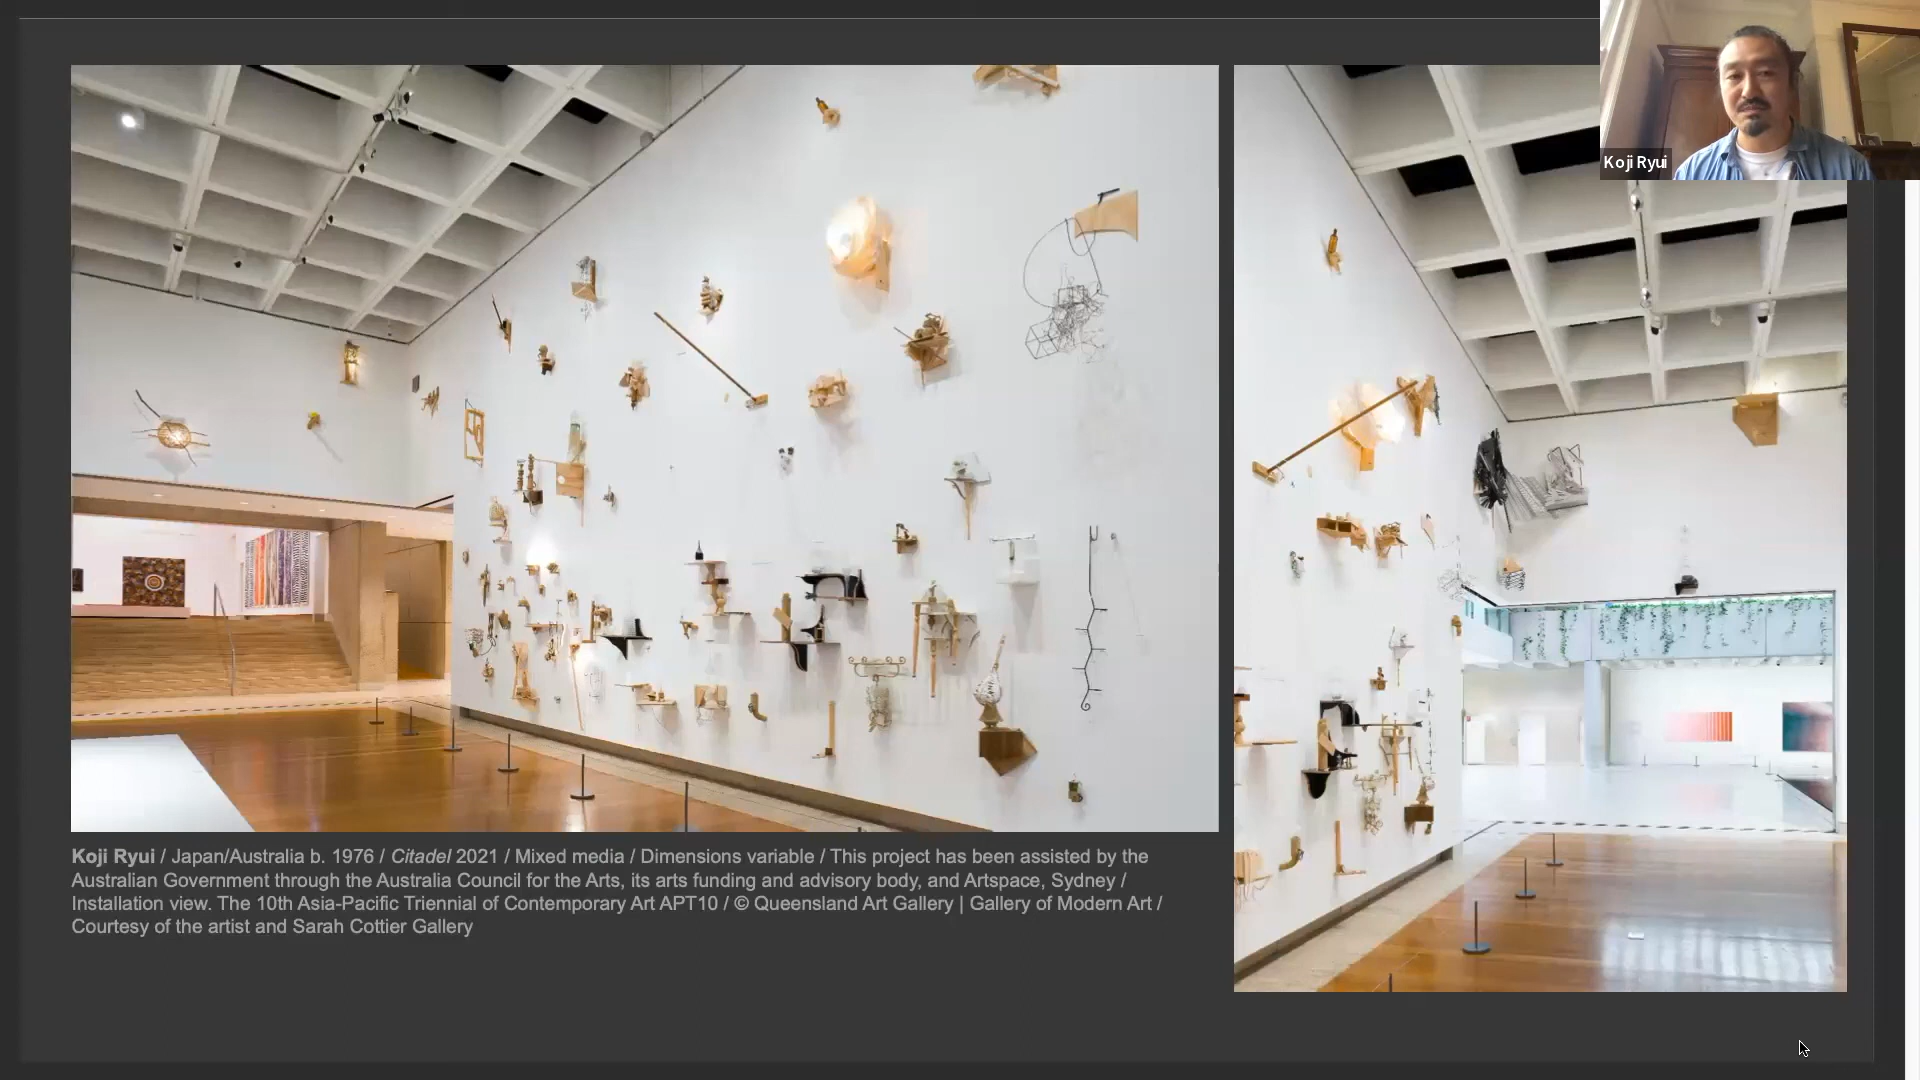 Koji Ryui
Koji Ryui / Japan/Australia b. 1976 / Citadel 2021 / Mixed media / Dimensions variable / This project has been assisted by the
Australian Government through the Australia Council for the Arts, its arts funding and advisory body, and Artspace, Sydney /
Installation view. The 10th Asia-Pacific Triennial of Contemporary Art APT10 / © Queensland Art Gallery | Gallery of Modern Art /
Courtesy of the artist and Sarah Cottier Gallery